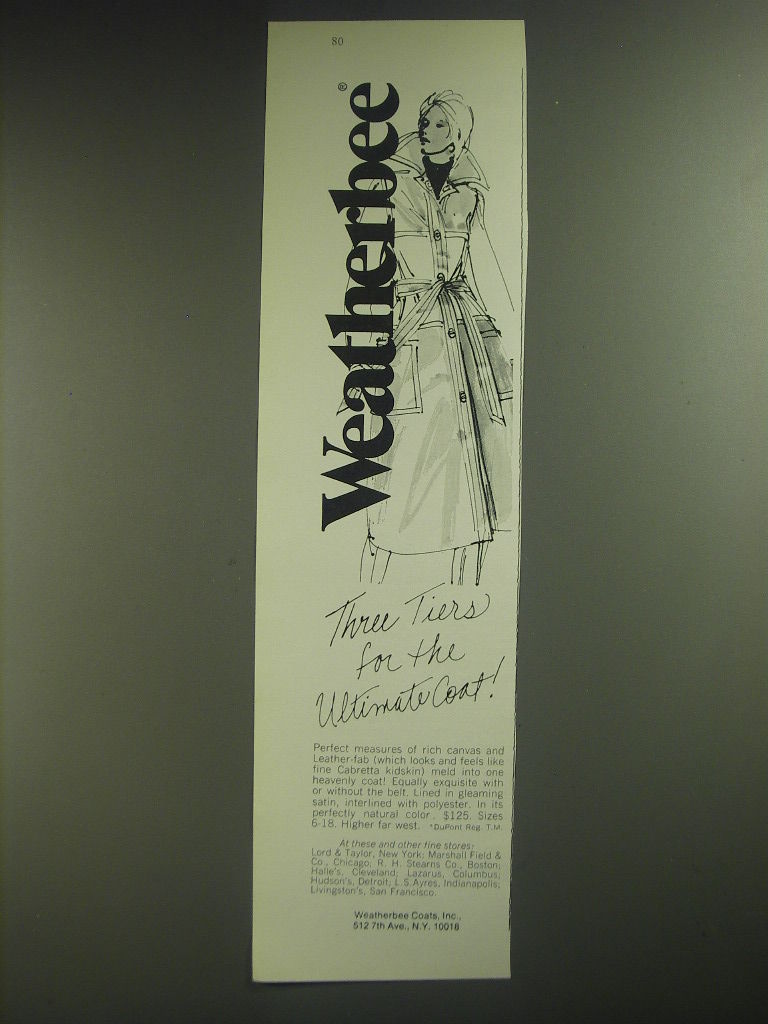 80
Weatherbee®
Three Tiers
for the
Ultimate Coat!
Perfect measures of rich canvas and
Leather-fab (which looks and feels like
fine Cabretta kidskin) meld into one
heavenly coat! Equally exquisite with
or without the belt. Lined in gleaming
satin, interlined with polyester. In its
perfectly natural color. $125. Sizes
6-18. Higher far west. *DuPont Reg. T.M.
At these and other fine stores:
Lord & Taylor, New York; Marshall Field &
Co., Chicago; R. H. Stearns Co., Boston;
Halle's, Cleveland; Lazarus, Columbus;
Hudson's, Detroit; L.S. Ayres, Indianapolis;
Livingston's, San Francisco.
Weatherbee Coats, Inc.,
512 7th Ave., N.Y. 10018